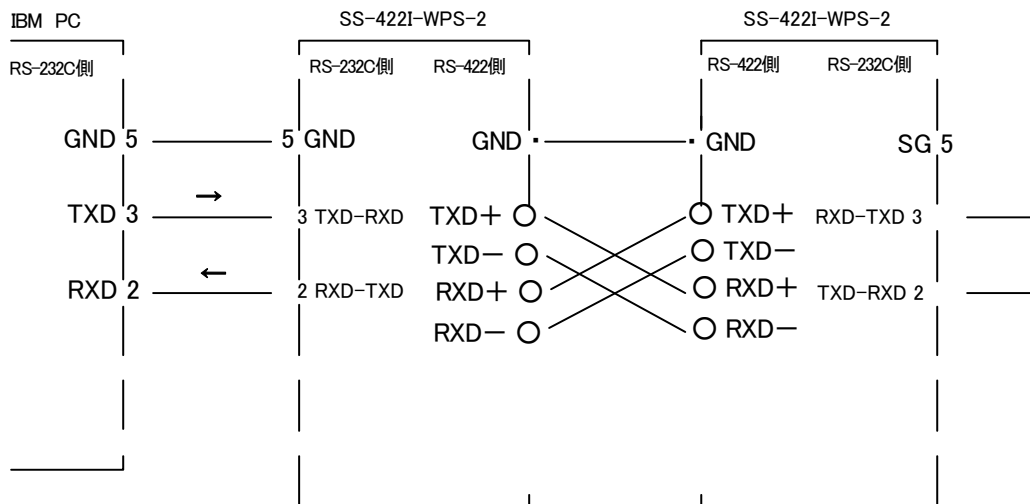 IBM PC SS-422I-WPS-2 SS-422I-WPS-2
RS-232C側 RS-232C側 RS-422側 RS-422側 RS-232C側
GND 5 5 GND GND GND SG 5
→
TXD 3 3 TXD-RXD TXD+ TXD+ RXD-TXD 3
TXD- TXD-
←
RXD 2 2 RXD-TXD RXD+ RXD+ TXD-RXD 2
RXD- RXD-